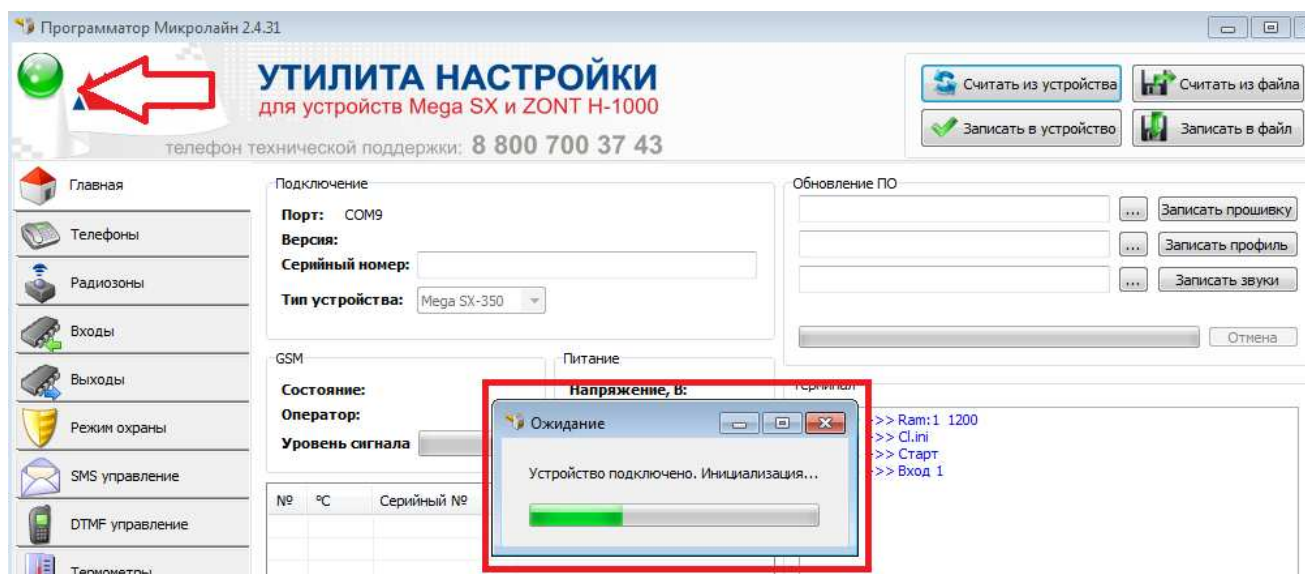 Программатор Микролайн 2.4.31
УТИЛИТА НАСТРОЙКИ
для устройств Mega SX и ZONT H-1000
телефон технической поддержки: 8 800 700 37 43
Считать из устройства
Считать из файла
Записать в устройство
Записать в файл
Главная
Телефоны
Радиозоны
Входы
Выходы
Режим охраны
SMS управление
DTMF управление
Термометры
Подключение
Порт: COM9
Версия:
Серийный номер:
Тип устройства: Mega SX-350
Обновление ПО
... Записать прошивку
... Записать профиль
... Записать звуки
Отмена
GSM
Состояние:
Оператор:
Уровень сигнала
Питание
Напряжение, В:
№ °C Серийный №
Ожидание
Устройство подключено. Инициализация...
Терминал
>> Ram:1 1200
>> Cl.ini
>> Старт
>> Вход 1